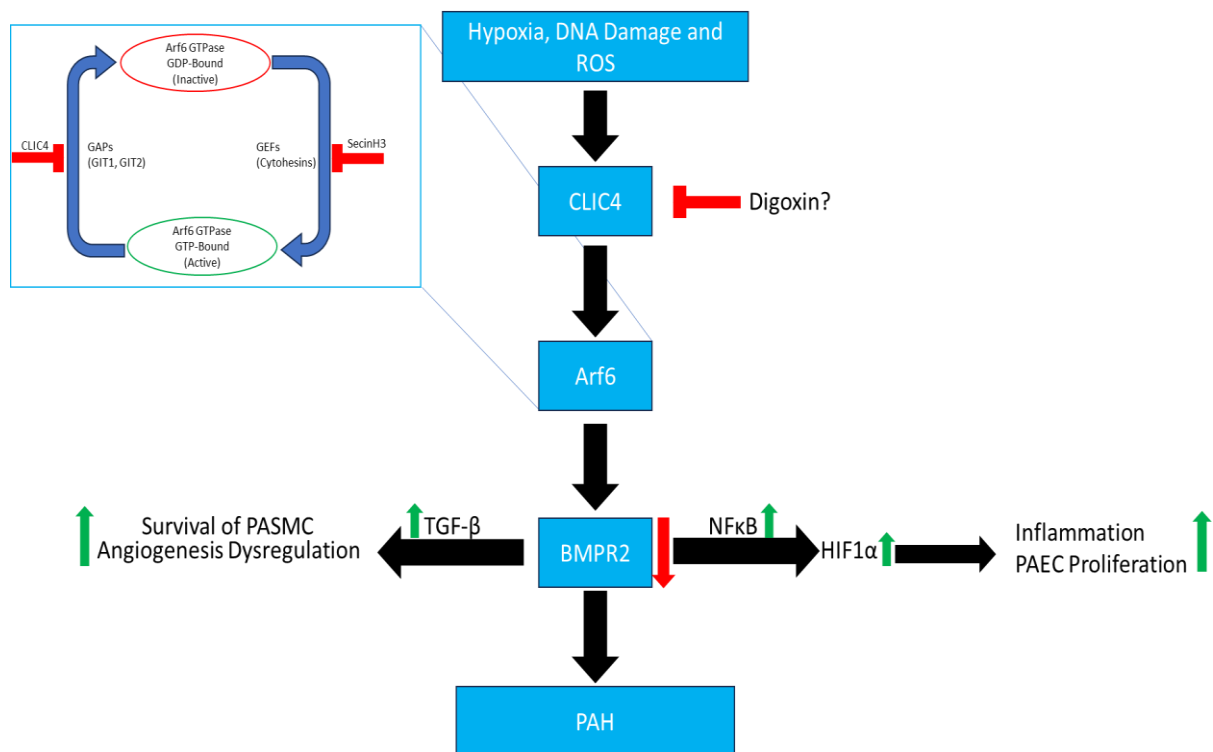 Hypoxia, DNA Damage and
ROS
Arf6 GTPase
GDP-Bound
(Inactive)
CLIC4
GAPs
(GIT1, GIT2)
GEFs
(Cytohesins)
SecinH3
Arf6 GTPase
GTP-Bound
(Active)
CLIC4
Digoxin?
Arf6
Survival of PASMC
Angiogenesis Dysregulation
TGF-β
BMPR2
NFκB
HIF1α
Inflammation
PAEC Proliferation
PAH